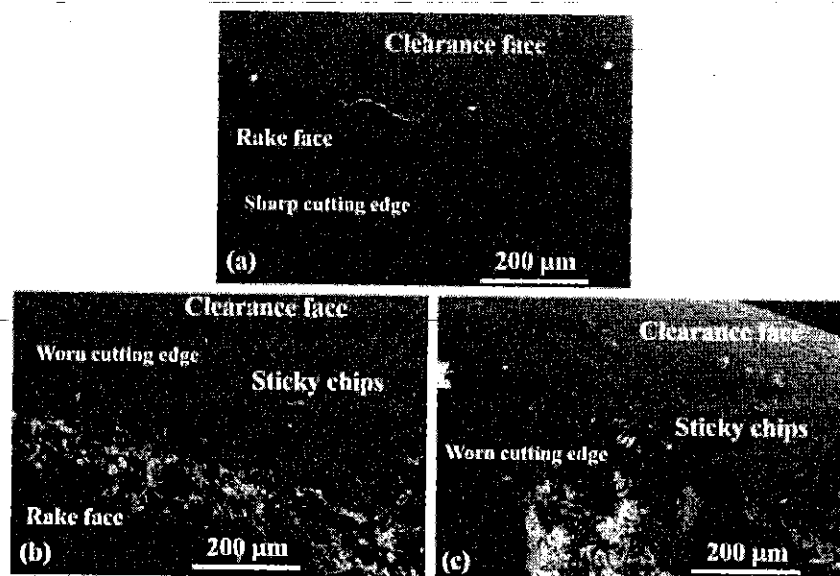 Clearance face
Rake face
Sharp cutting edge
(a)
200 µm
Clearance face
Worn cutting edge
Sticky chips
Rake face
(b)
200 µm
Clearance face
Sticky chips
Worn cutting edge
(c)
200 µm